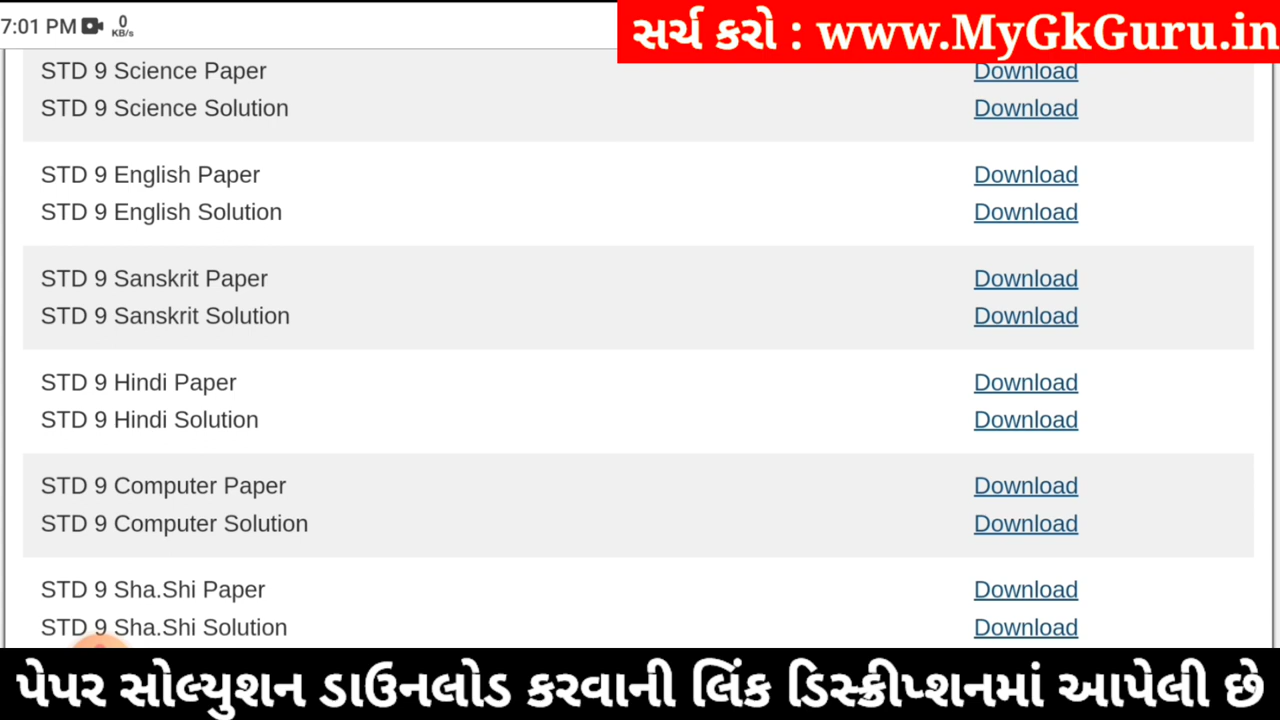 7:01 PM 0 KB/s
સર્ચ કરો : www.MyGkGuru.in
STD 9 Science Paper Download
STD 9 Science Solution Download
STD 9 English Paper Download
STD 9 English Solution Download
STD 9 Sanskrit Paper Download
STD 9 Sanskrit Solution Download
STD 9 Hindi Paper Download
STD 9 Hindi Solution Download
STD 9 Computer Paper Download
STD 9 Computer Solution Download
STD 9 Sha.Shi Paper Download
STD 9 Sha.Shi Solution Download
પેપર સોલ્યુશન ડાઉનલોડ કરવાની લિંક ડિસ્ક્રીપ્શનમાં આપેલી છે